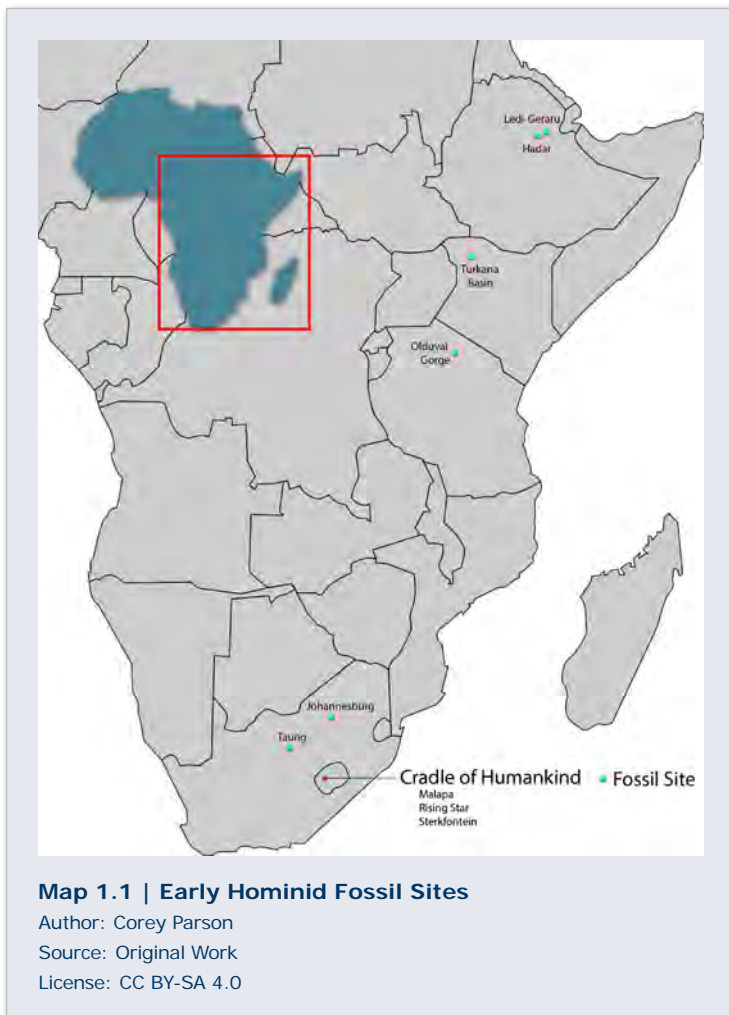 Ledi-Geraru
Hadar
Turkana
Basin
Olduvai
Gorge
Johannesburg
Taung
Cradle of Humankind
Malapa
Rising Star
Sterkfontein
Fossil Site
Map 1.1 | Early Hominid Fossil Sites
Author: Corey Parson
Source: Original Work
License: CC BY-SA 4.0